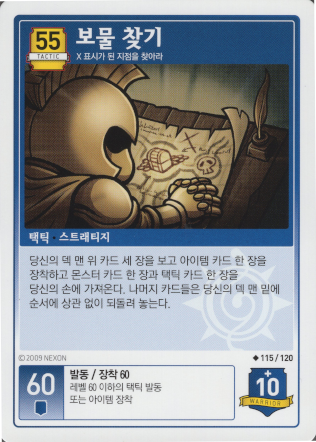 55
TACTIC
보물 찾기
X 표시가 된 지점을 찾아라
택틱 · 스트래티지
당신의 덱 맨 위 카드 세 장을 보고 아이템 카드 한 장을
장착하고 몬스터 카드 한 장과 택틱 카드 한 장을
당신의 손에 가져온다. 나머지 카드들은 당신의 덱 맨 밑에
순서에 상관 없이 되돌려 놓는다.
©2009 NEXON
◆115/120
60
발동 / 장착 60
레벨 60 이하의 택틱 발동
또는 아이템 장착
+
10
WARRIOR